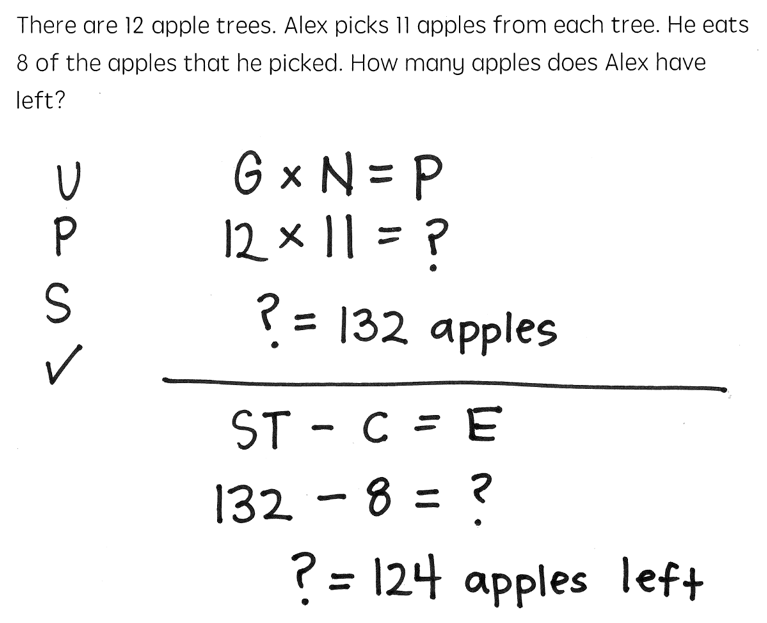 There are 12 apple trees. Alex picks 11 apples from each tree. He eats
8 of the apples that he picked. How many apples does Alex have
left?
U
P
S
✓
G × N = P
12 × 11 = ?
? = 132 apples
ST - C = E
132 - 8 = ?
? = 124 apples left